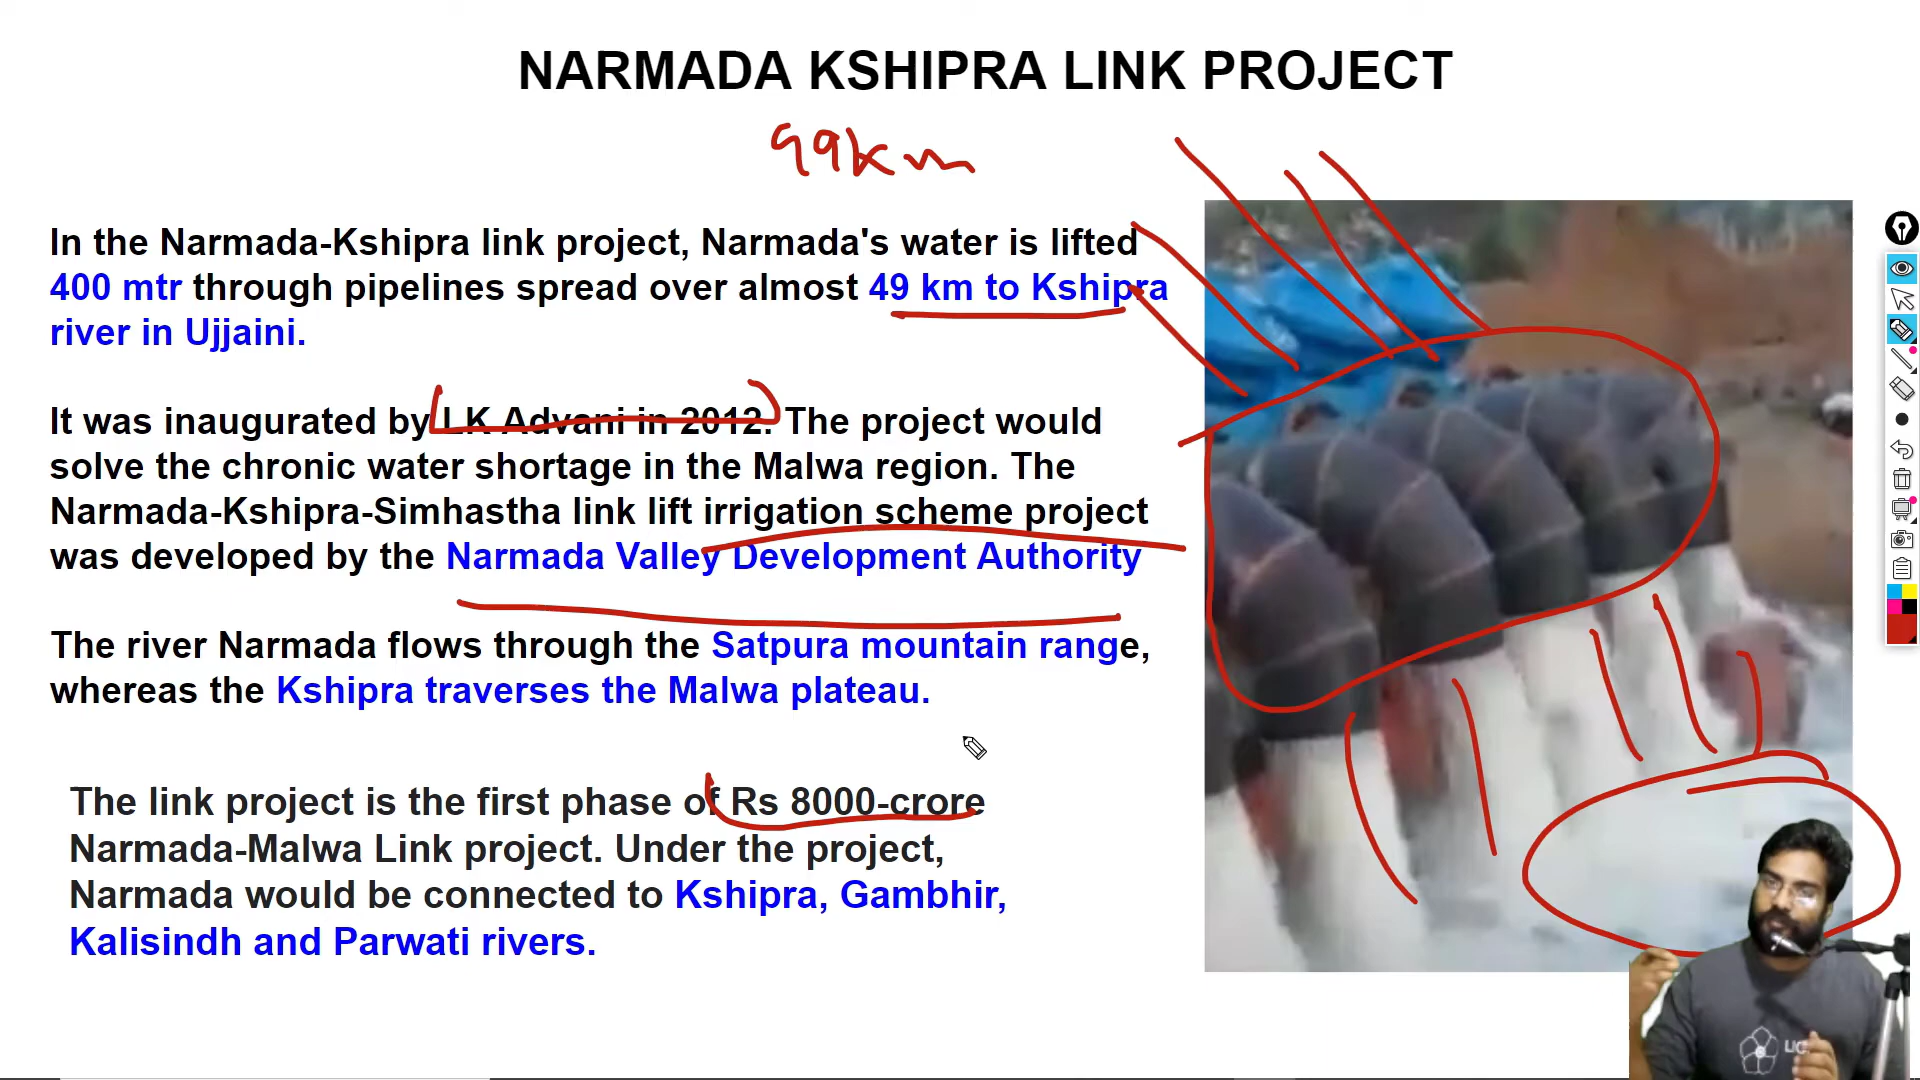 NARMADA KSHIPRA LINK PROJECT
99km
In the Narmada-Kshipra link project, Narmada's water is lifted
400 mtr through pipelines spread over almost 49 km to Kshipra
river in Ujjaini.
It was inaugurated by LK Advani in 2012. The project would
solve the chronic water shortage in the Malwa region. The
Narmada-Kshipra-Simhastha link lift irrigation scheme project
was developed by the Narmada Valley Development Authority
The river Narmada flows through the Satpura mountain range,
whereas the Kshipra traverses the Malwa plateau.
The link project is the first phase of Rs 8000-crore
Narmada-Malwa Link project. Under the project,
Narmada would be connected to Kshipra, Gambhir,
Kalisindh and Parwati rivers.